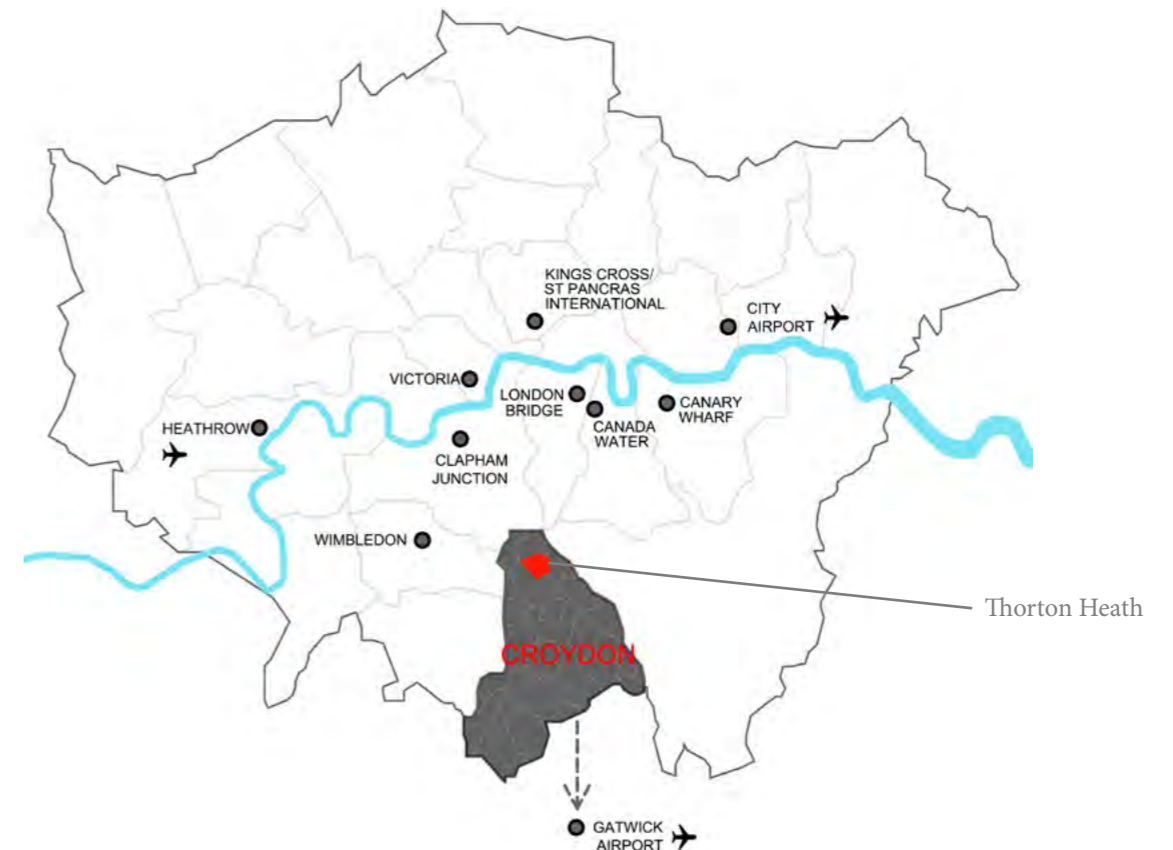 KINGS CROSS/
ST PANCRAS
INTERNATIONAL
CITY
AIRPORT
VICTORIA
LONDON
BRIDGE
CANARY
WHARF
CANADA
WATER
HEATHROW
CLAPHAM
JUNCTION
WIMBLEDON
Thorton Heath
CROYDON
GATWICK
AIRPORT